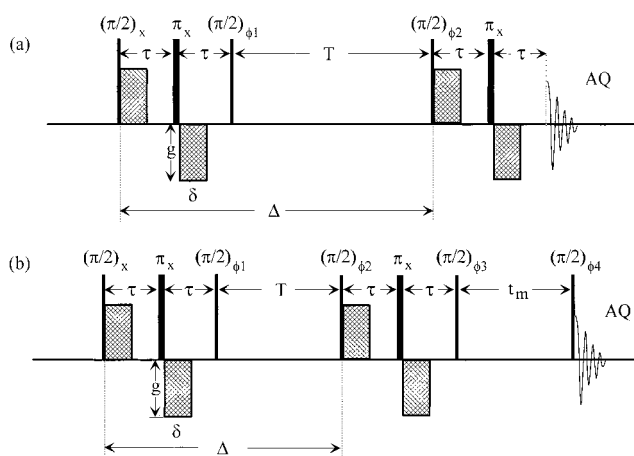 (a)
(π/2)x πx (π/2)ϕ1 (π/2)ϕ2 πx
τ τ T τ τ
AQ
g
δ
Δ
(b)
(π/2)x πx (π/2)ϕ1 (π/2)ϕ2 πx (π/2)ϕ3 (π/2)ϕ4
τ τ T τ τ tm
AQ
g
δ
Δ